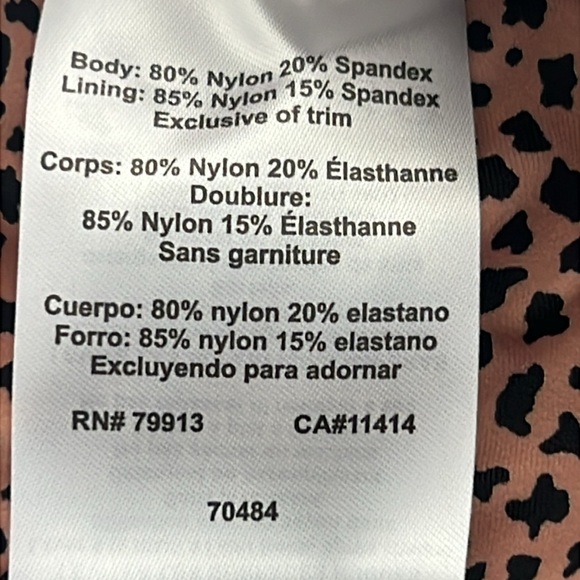 Body: 80% Nylon 20% Spandex
Lining: 85% Nylon 15% Spandex
Exclusive of trim
Corps: 80% Nylon 20% Élasthanne
Doublure:
85% Nylon 15% Élasthanne
Sans garniture
Cuerpo: 80% nylon 20% elastano
Forro: 85% nylon 15% elastano
Excluyendo para adornar
RN# 79913 CA#11414
70484